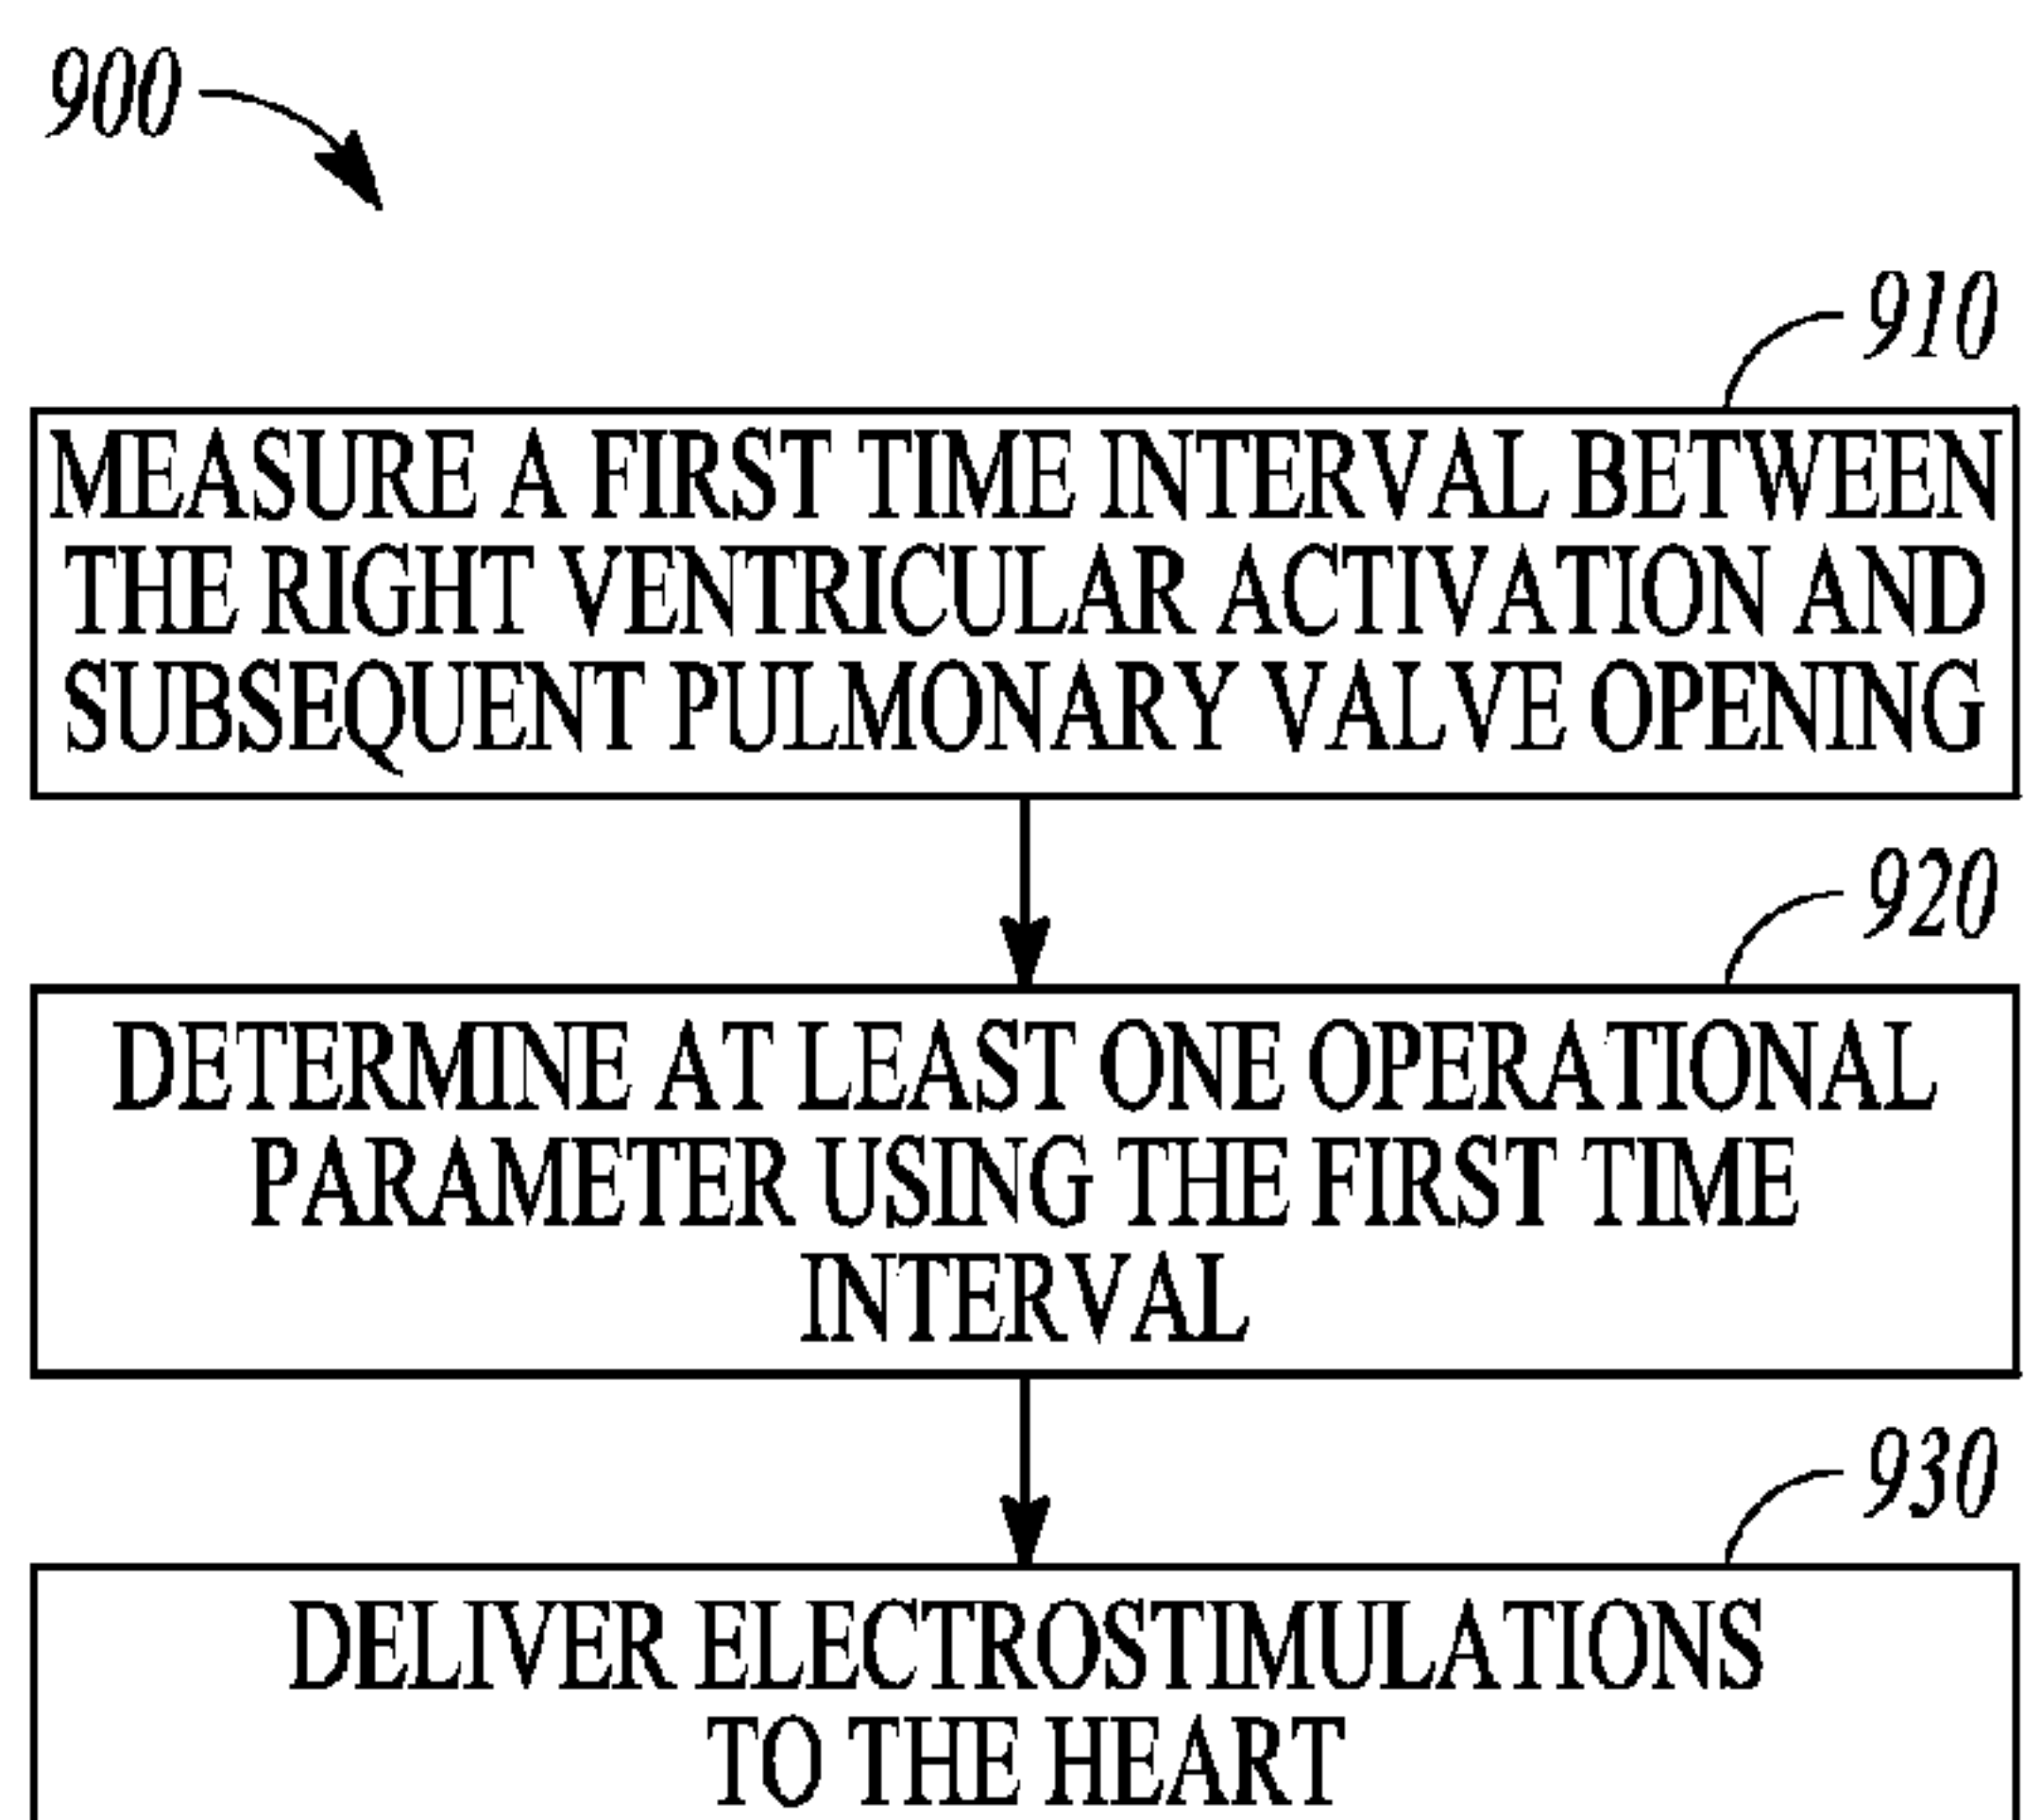 900
910
MEASURE A FIRST TIME INTERVAL BETWEEN
THE RIGHT VENTRICULAR ACTIVATION AND
SUBSEQUENT PULMONARY VALVE OPENING
920
DETERMINE AT LEAST ONE OPERATIONAL
PARAMETER USING THE FIRST TIME
INTERVAL
930
DELIVER ELECTROSTIMULATIONS
TO THE HEART